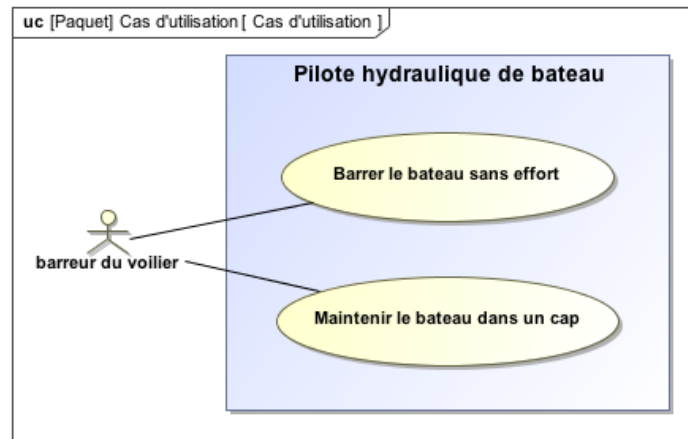 uc [Paquet] Cas d'utilisation [ Cas d'utilisation ]
Pilote hydraulique de bateau
Barrer le bateau sans effort
barreur du voilier
Maintenir le bateau dans un cap